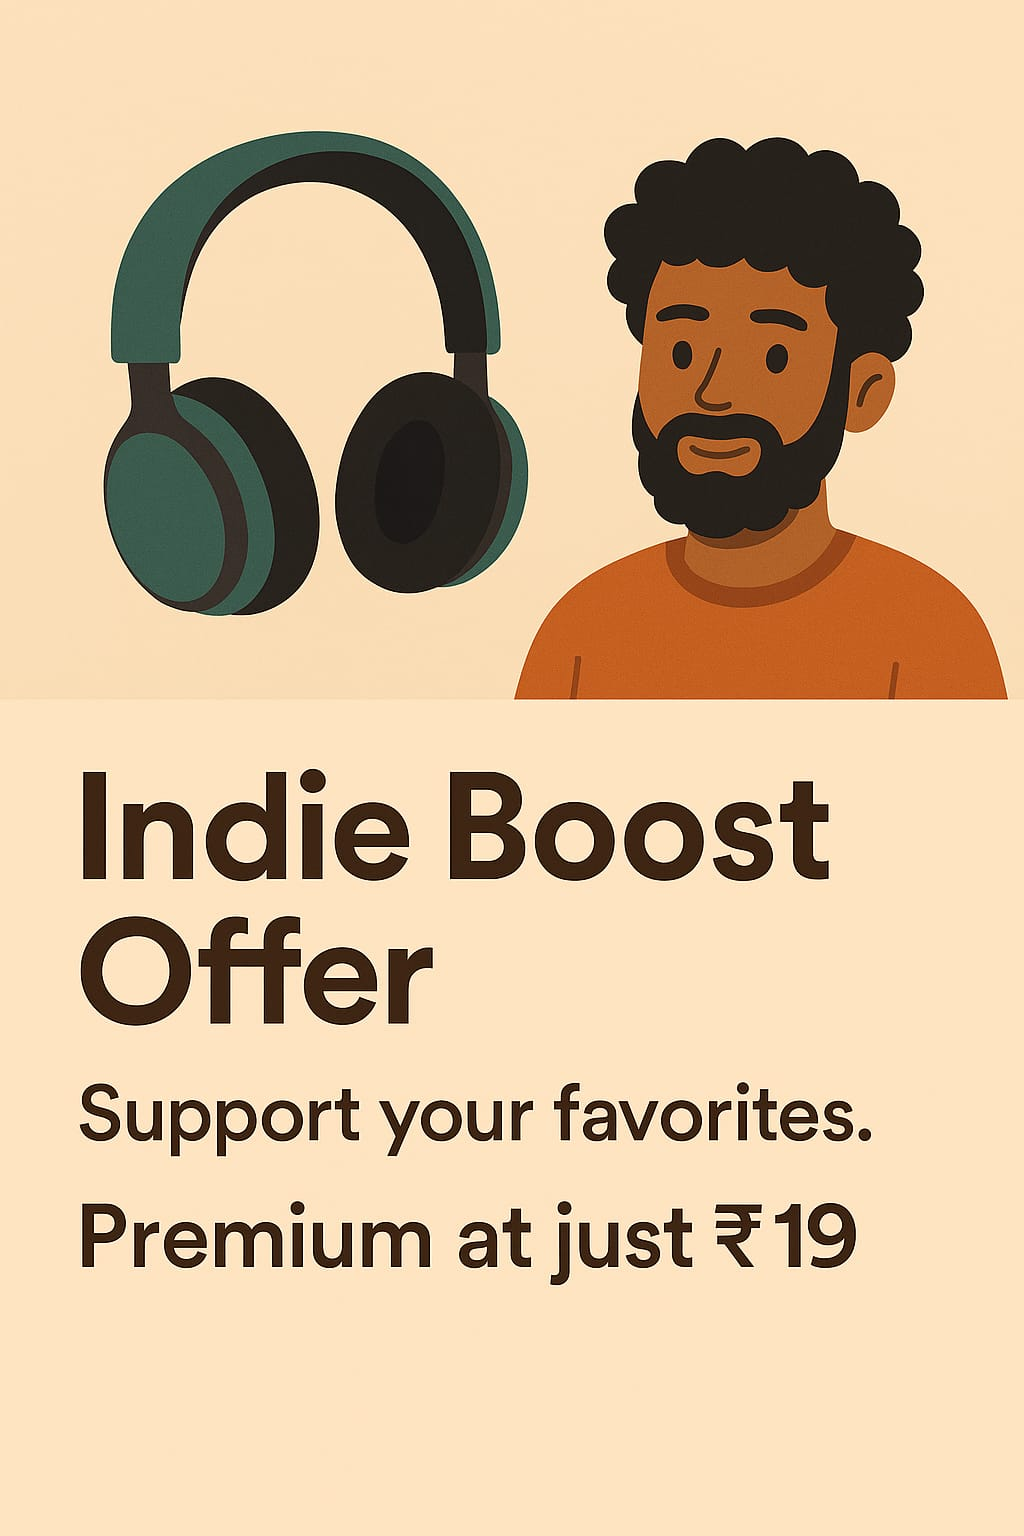 Indie Boost
Offer
Support your favorites.
Premium at just ₹19